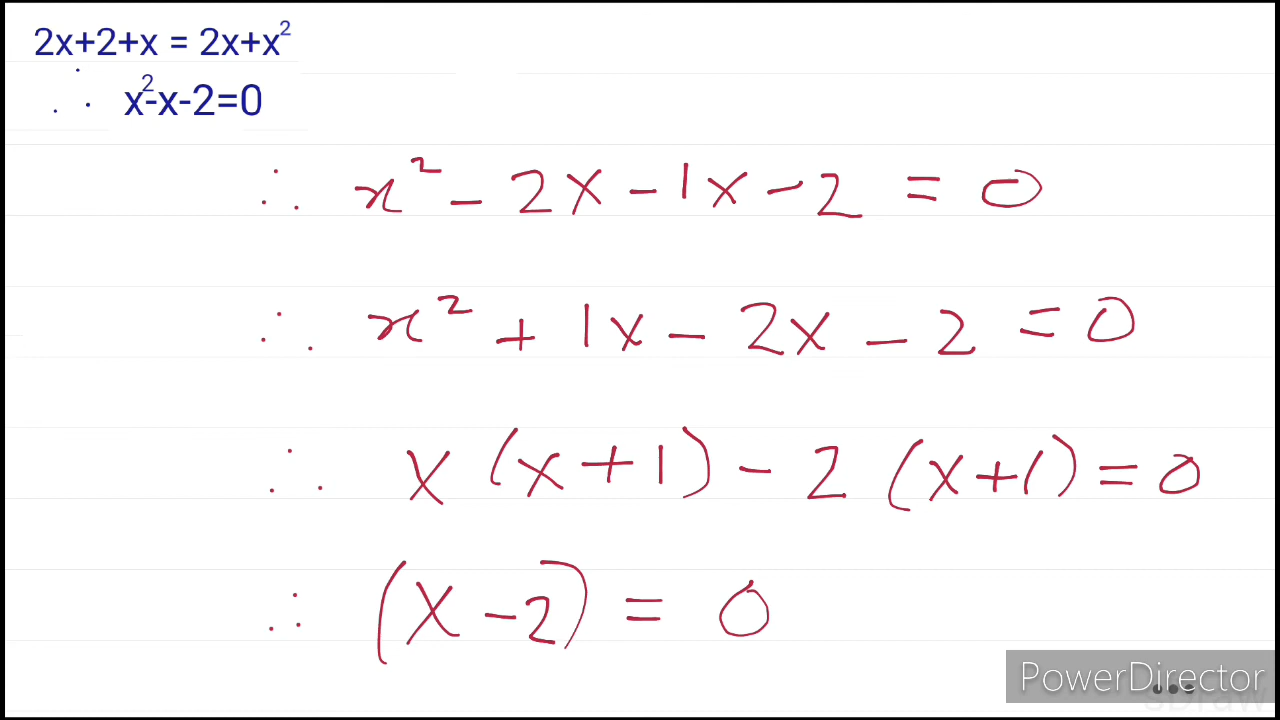 2x+2+x = 2x+x²
∴ x²-x-2=0
∴ x² - 2x - 1x - 2 = 0
∴ x² + 1x - 2x - 2 = 0
∴ x (x+1) - 2 (x+1) = 0
∴ (x-2) = 0
PowerDirector